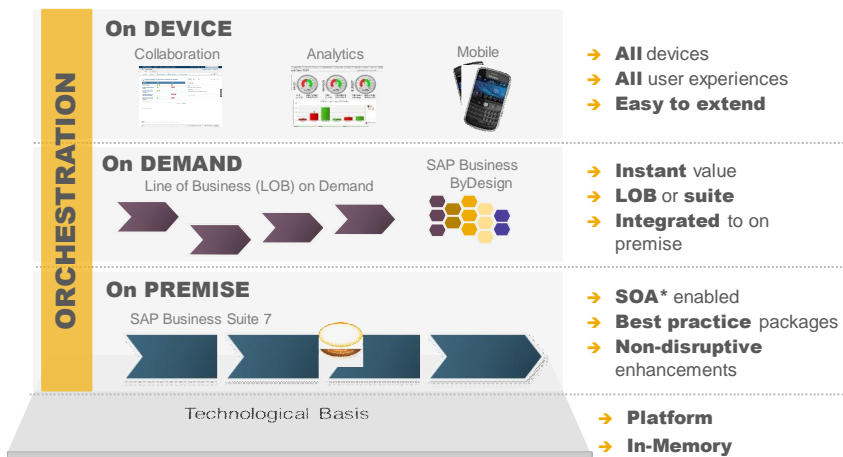 ORCHESTRATION
On DEVICE
Collaboration
Analytics
Mobile
➔ All devices
➔ All user experiences
➔ Easy to extend
On DEMAND
Line of Business (LOB) on Demand
SAP Business
ByDesign
➔ Instant value
➔ LOB or suite
➔ Integrated to on
premise
On PREMISE
SAP Business Suite 7
➔ SOA* enabled
➔ Best practice packages
➔ Non-disruptive
enhancements
Technological Basis
➔ Platform
➔ In-Memory